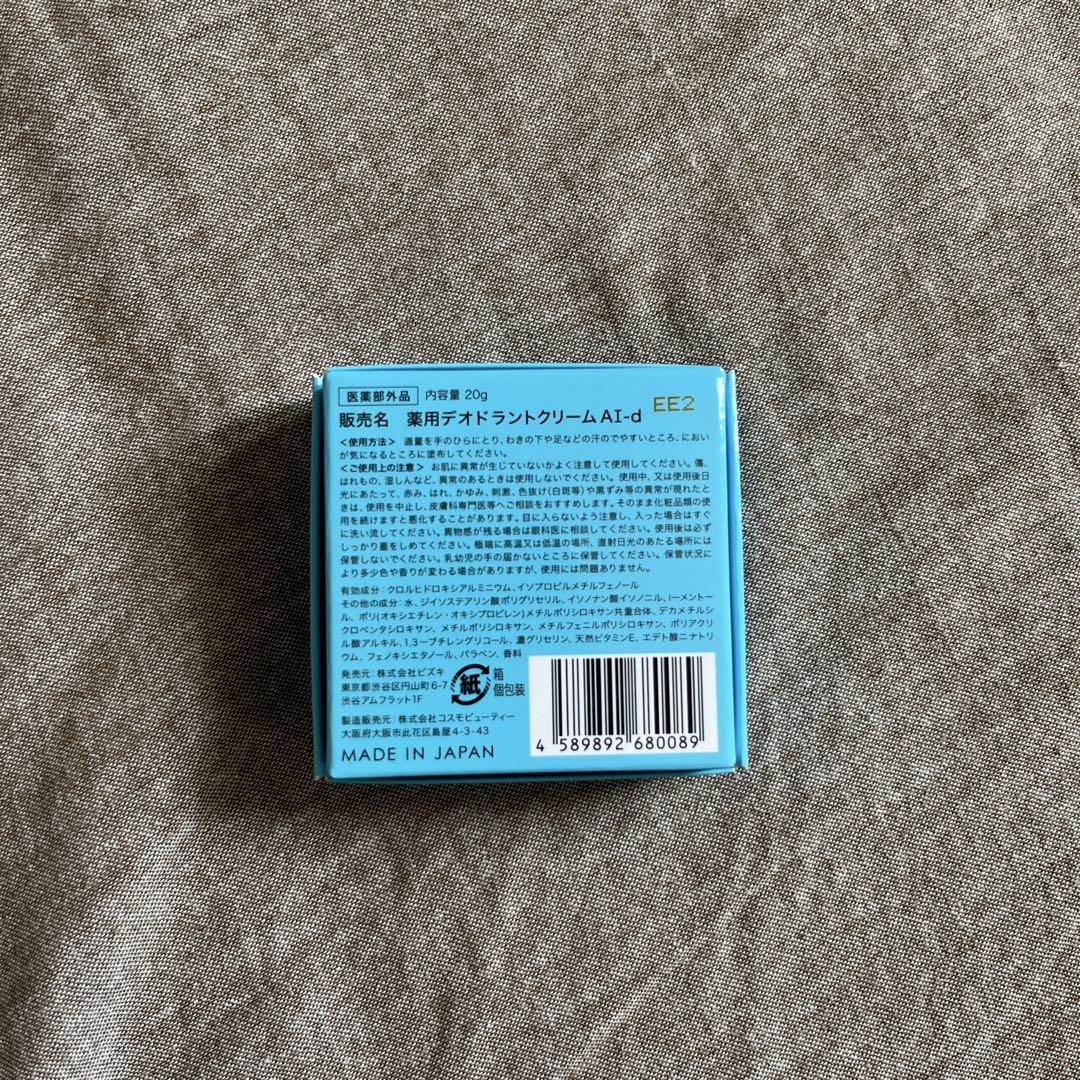 医薬部外品 内容量 20g
販売名 薬用デオドラントクリームAI-d EE2
<使用方法> 適量を手のひらにとり、わきの下や足などの汗のでやすいところ、におい
が気になるところに塗布してください。
<ご使用上の注意> お肌に異常が生じていないかよく注意して使用してください。傷、
はれもの、湿しんなど、異常のあるときは使用しないでください。使用中、又は使用後日
光にあたって、赤み、はれ、かゆみ、刺激、色抜け(白斑等)や黒ずみ等の異常が現れたと
きは、使用を中止し、皮膚科専門医等へご相談をおすすめします。そのまま化粧品類の使
用を続けますと悪化することがあります。目に入らないよう注意し、入った場合はすぐ
に洗い流してください。異物感が残る場合は眼科医に相談してください。使用後は必ず
しっかり蓋をしめてください。極端に高温又は低温の場所、直射日光のあたる場所には
保管しないでください。乳幼児の手の届かないところに保管してください。保管状況に
より多少色や香りが変わる場合がありますが、使用には問題ありません。
有効成分：クロルヒドロキシアルミニウム、イソプロピルメチルフェノール
その他の成分：水、ジイソステアリン酸ポリグリセリル、イソノナン酸イソノニル、l-メントー
ル、ポリ(オキシエチレン・オキシプロピレン)メチルポリシロキサン共重合体、デカメチルシ
クロペンタシロキサン、メチルポリシロキサン、メチルフェニルポリシロキサン、ポリアクリ
ル酸アルキル、1,3-ブチレングリコール、濃グリセリン、天然ビタミンE、エデト酸二ナトリ
ウム、フェノキシエタノール、パラベン、香料
発売元：株式会社ビズキ
東京都渋谷区円山町6-7
渋谷アムフラット1F
紙 箱
個包装
製造販売元：株式会社コスモビューティー
大阪府大阪市此花区島屋4-3-43
MADE IN JAPAN
4 589892 680089